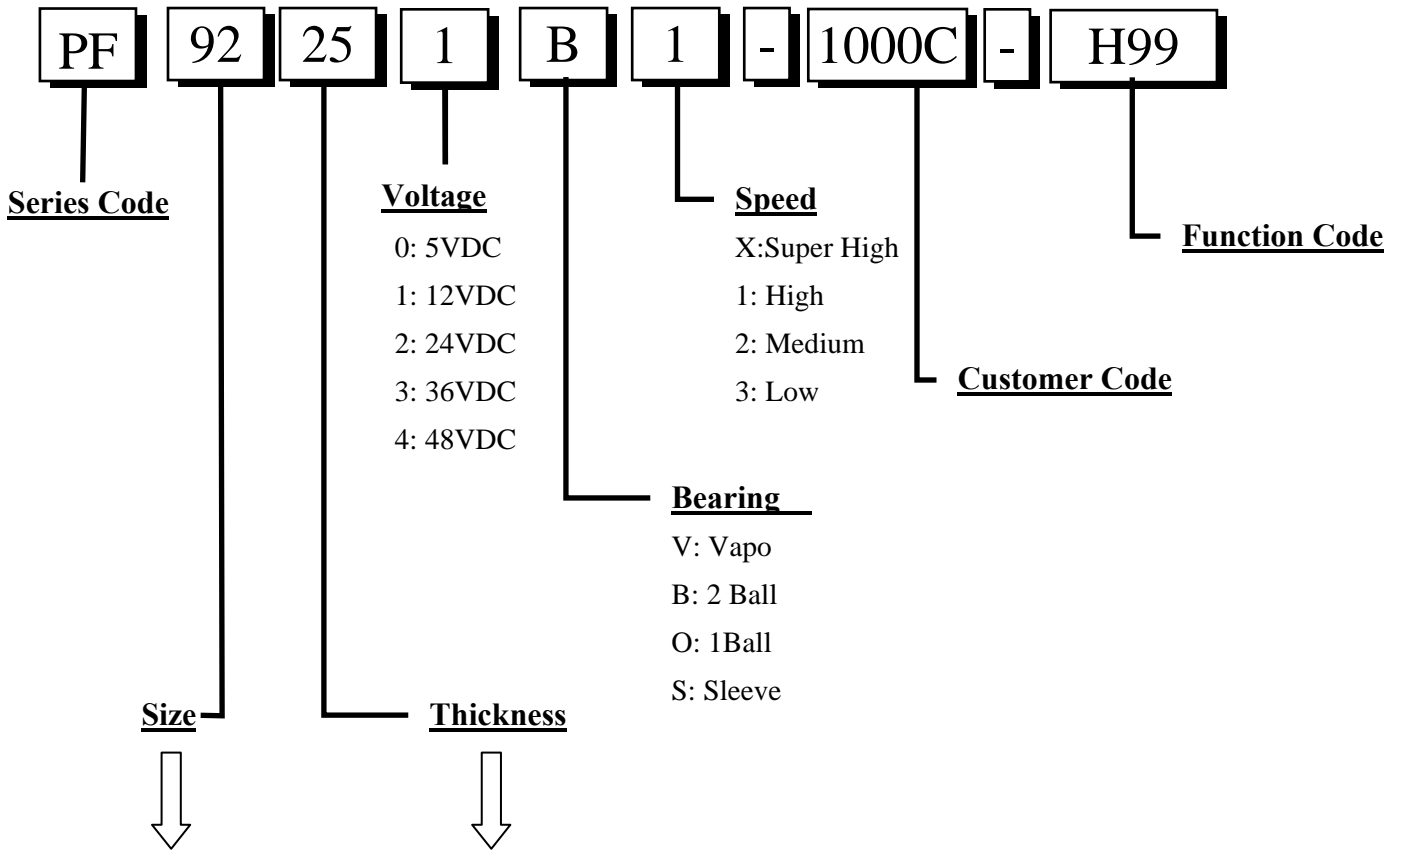 PF 92 25 1 B 1 - 1000C - H99
Series Code
Voltage
0: 5VDC
1: 12VDC
2: 24VDC
3: 36VDC
4: 48VDC
Speed
X:Super High
1: High
2: Medium
3: Low
Function Code
Customer Code
Bearing
V: Vapo
B: 2 Ball
O: 1Ball
S: Sleeve
Size
Thickness